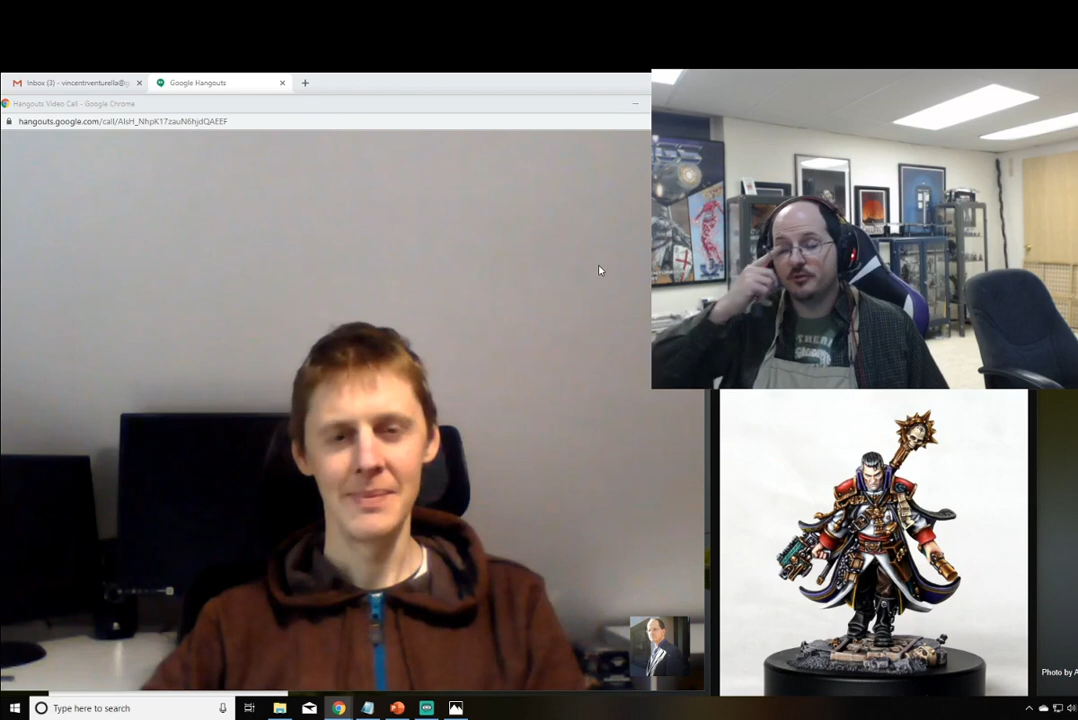 Inbox (3) - vincentrventurella@g
Google Hangouts
Hangouts Video Call - Google Chrome
hangouts.google.com/call/AIsH_NhpK17zauN6hjdQAEEF
Photo by A
Type here to search